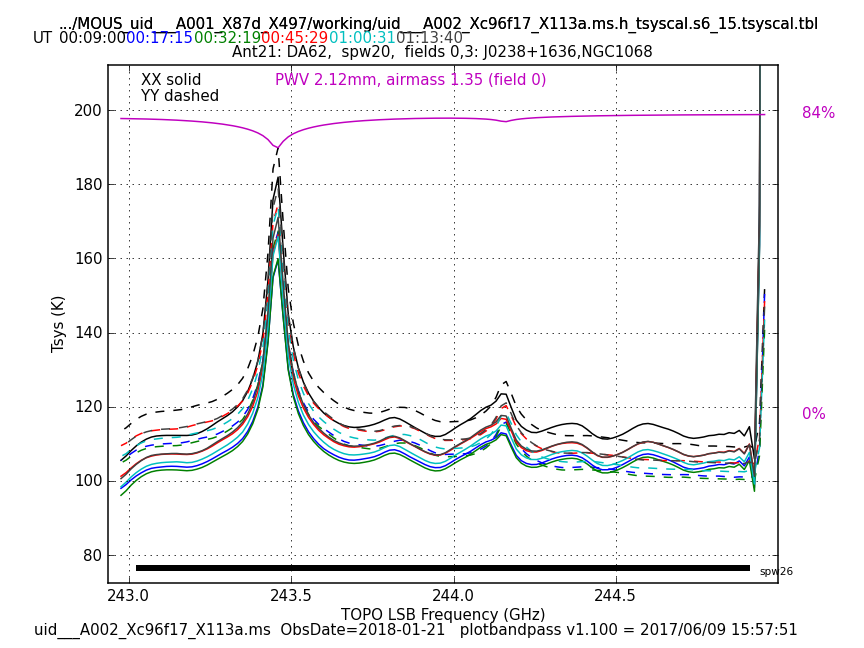 .../MOUS_uid___A001_X87d_X497/working/uid___A002_Xc96f17_X113a.ms.h_tsyscal.s6_15.tsyscal.tbl
UT 00:09:00 00:17:15 00:32:19 00:45:29 01:00:31 01:13:40
Ant21: DA62, spw20, fields 0,3: J0238+1636,NGC1068
XX solid
YY dashed
PWV 2.12mm, airmass 1.35 (field 0)
84%
0%
Tsys (K)
200
180
160
140
120
100
80
spw26
243.0 243.5 244.0 244.5
TOPO LSB Frequency (GHz)
uid___A002_Xc96f17_X113a.ms ObsDate=2018-01-21 plotbandpass v1.100 = 2017/06/09 15:57:51